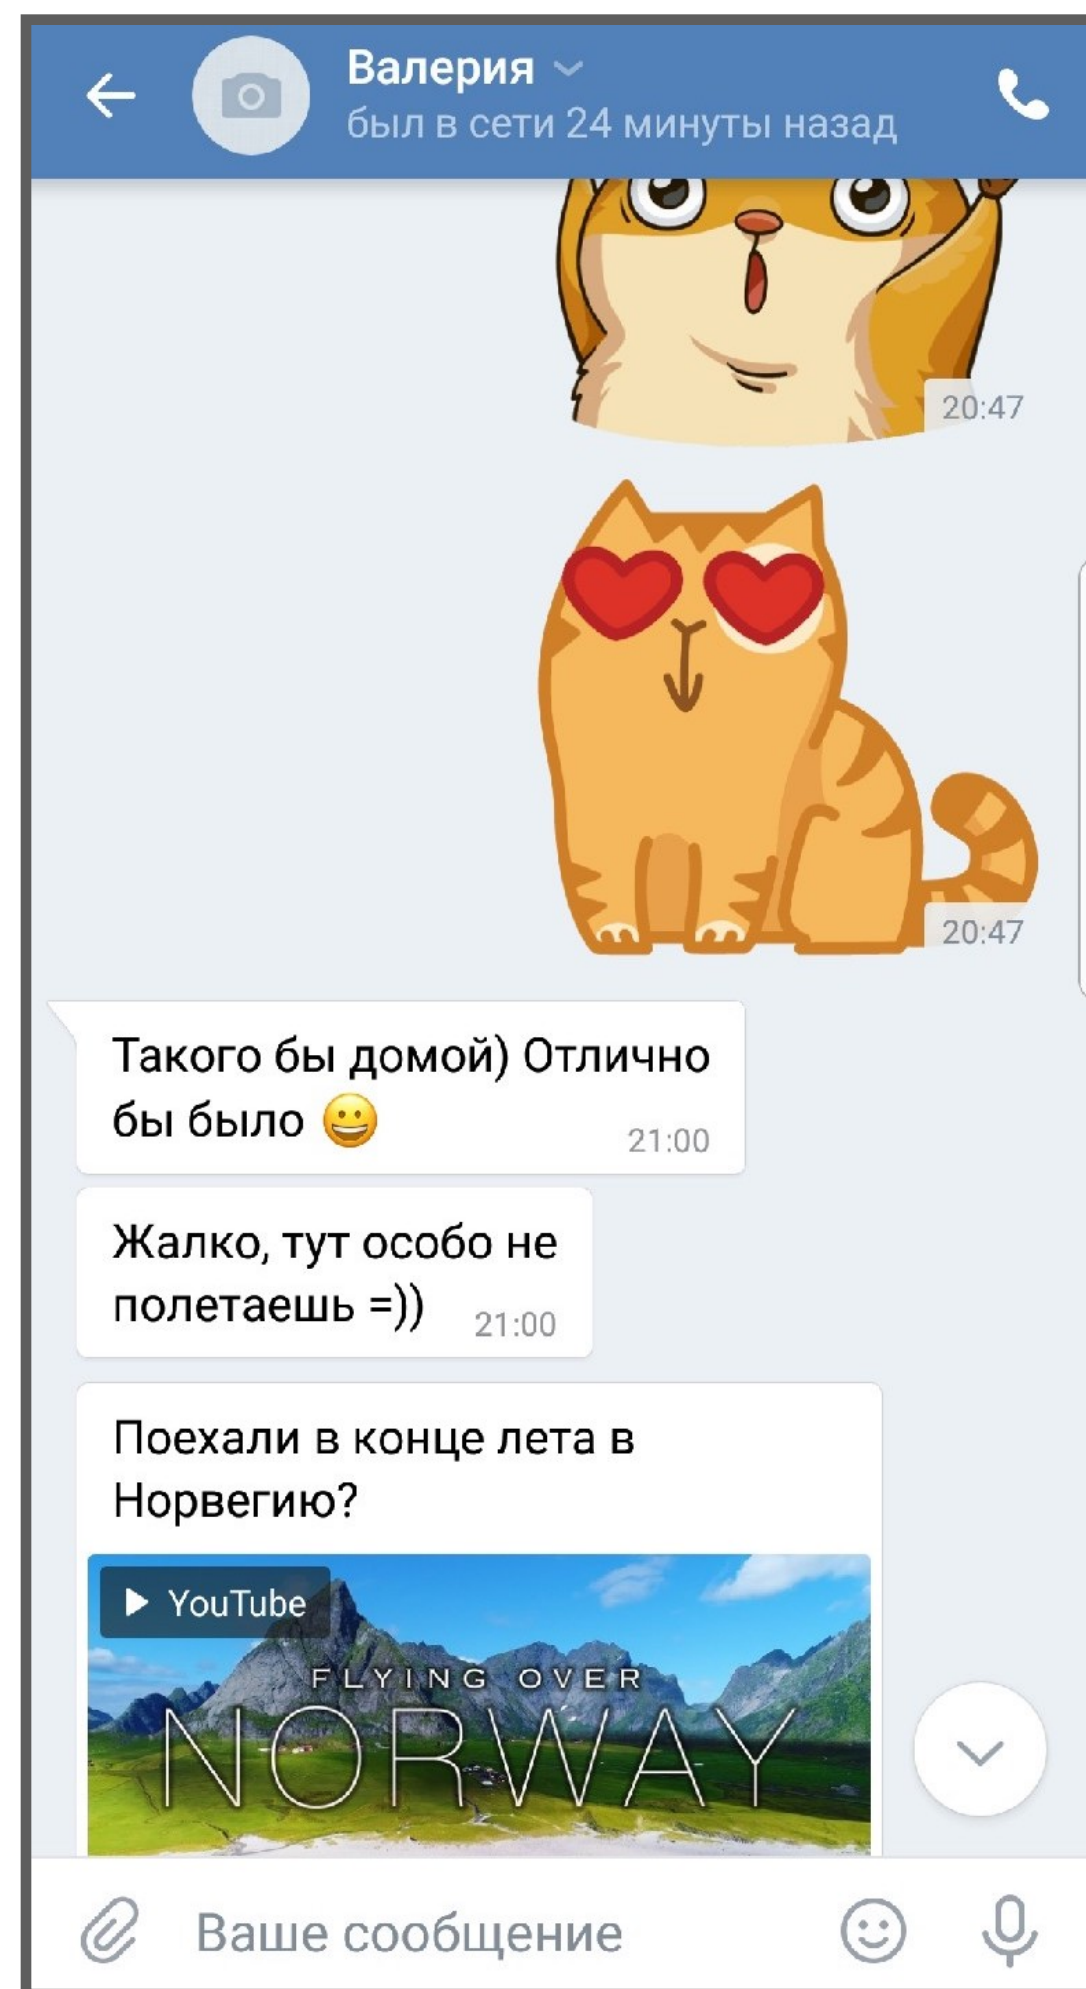 Валерия
был в сети 24 минуты назад
20:47
20:47
Такого бы домой) Отлично
бы было 😀
21:00
Жалко, тут особо не
полетаешь =))
21:00
Поехали в конце лета в
Норвегию?
YouTube
FLYING OVER
NORWAY
Ваше сообщение